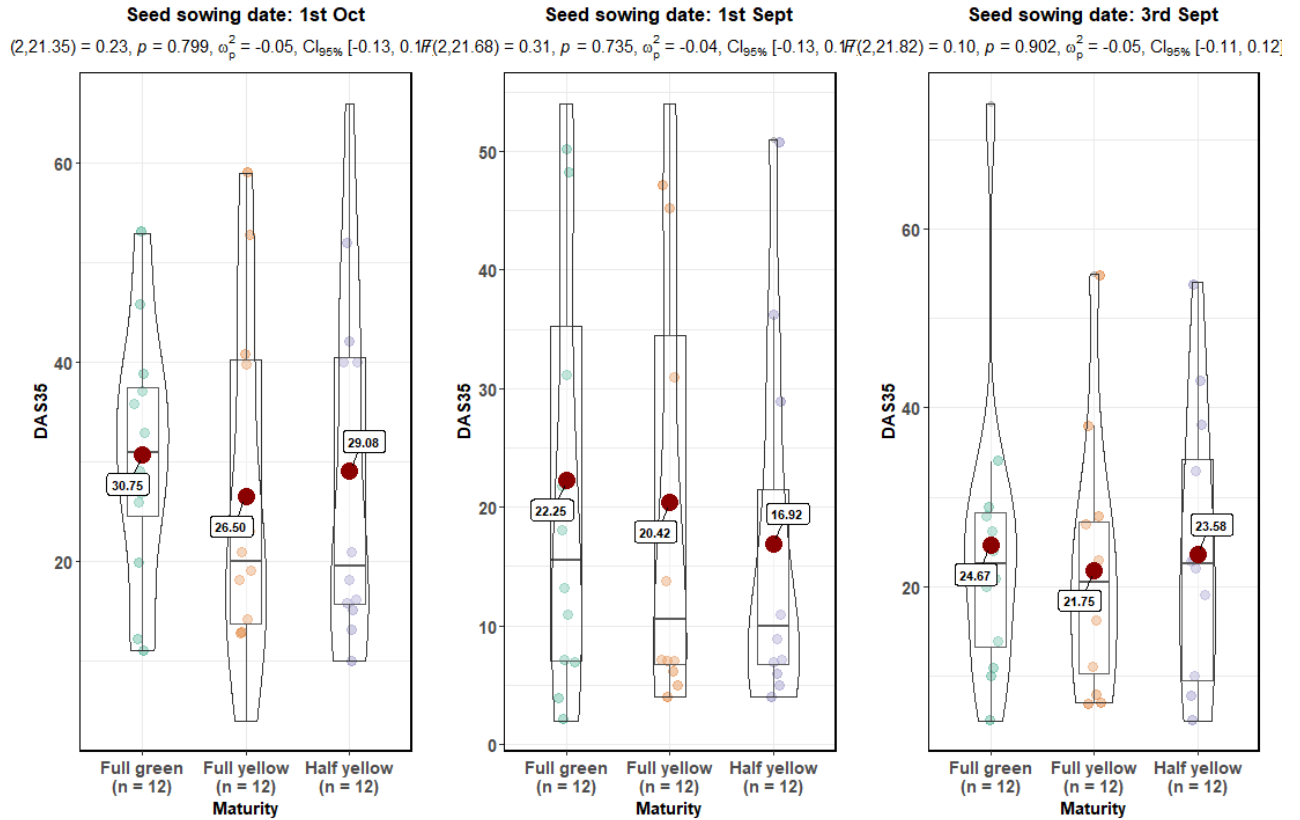 Seed sowing date: 1st Oct
(2,21.35) = 0.23, p = 0.799, ω²p = -0.05, CI95% [-0.13, 0.1
60
40
20
DAS35
30.75
26.50
29.08
Full green (n = 12)
Full yellow (n = 12)
Half yellow (n = 12)
Maturity
Seed sowing date: 1st Sept
F(2,21.68) = 0.31, p = 0.735, ω²p = -0.04, CI95% [-0.13, 0.1
50
40
30
20
10
0
DAS35
22.25
20.42
16.92
Full green (n = 12)
Full yellow (n = 12)
Half yellow (n = 12)
Maturity
Seed sowing date: 3rd Sept
F(2,21.82) = 0.10, p = 0.902, ω²p = -0.05, CI95% [-0.11, 0.12]
60
40
20
DAS35
24.67
21.75
23.58
Full green (n = 12)
Full yellow (n = 12)
Half yellow (n = 12)
Maturity